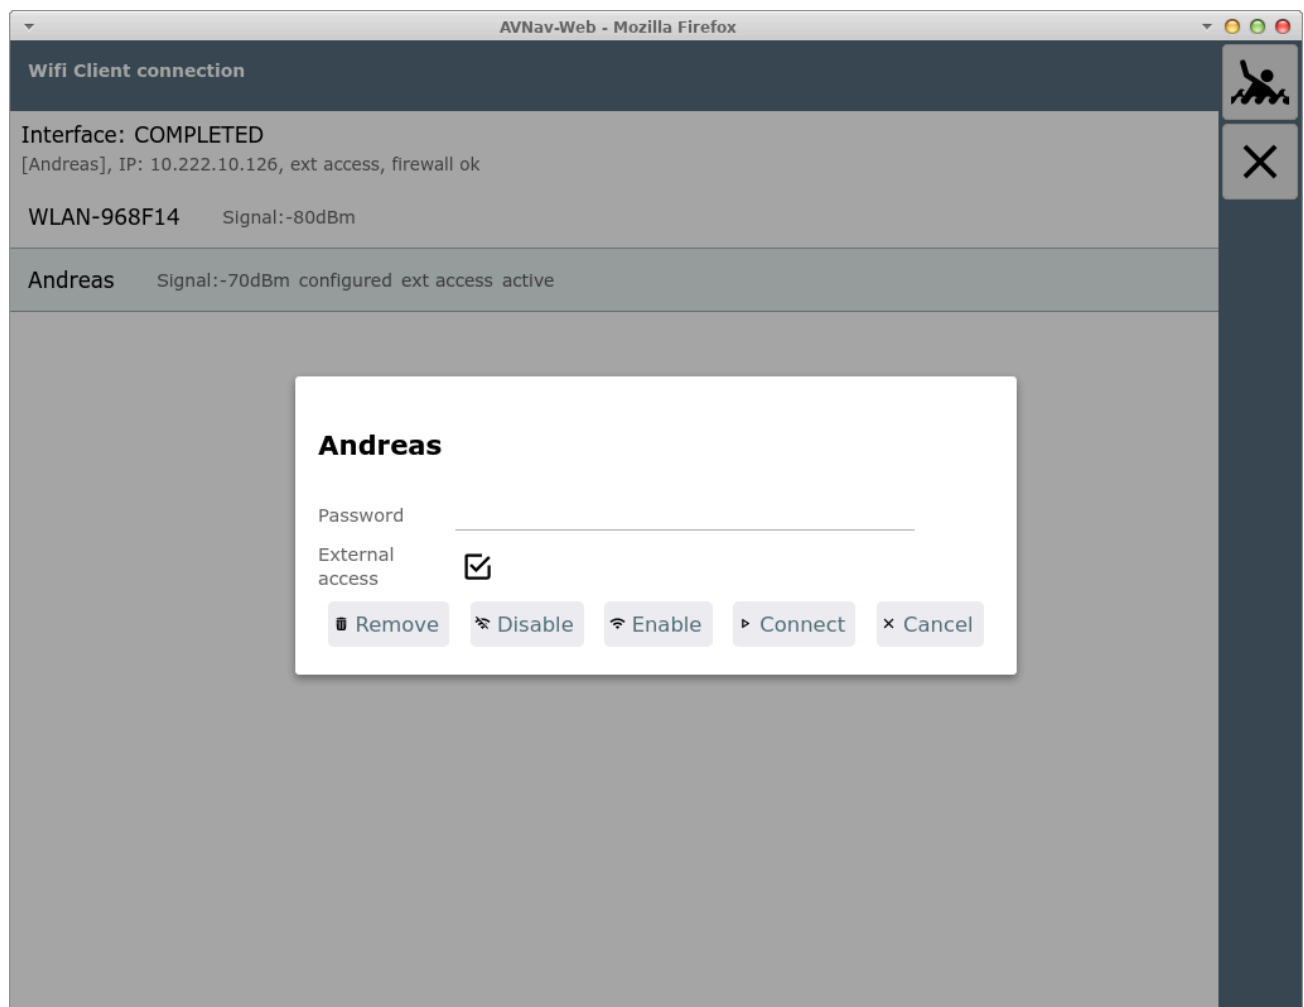 AVNav-Web - Mozilla Firefox
Wifi Client connection
Interface: COMPLETED
[Andreas], IP: 10.222.10.126, ext access, firewall ok
WLAN-968F14 Signal:-80dBm
Andreas Signal:-70dBm configured ext access active
Andreas
Password
External
access
Remove Disable Enable Connect Cancel